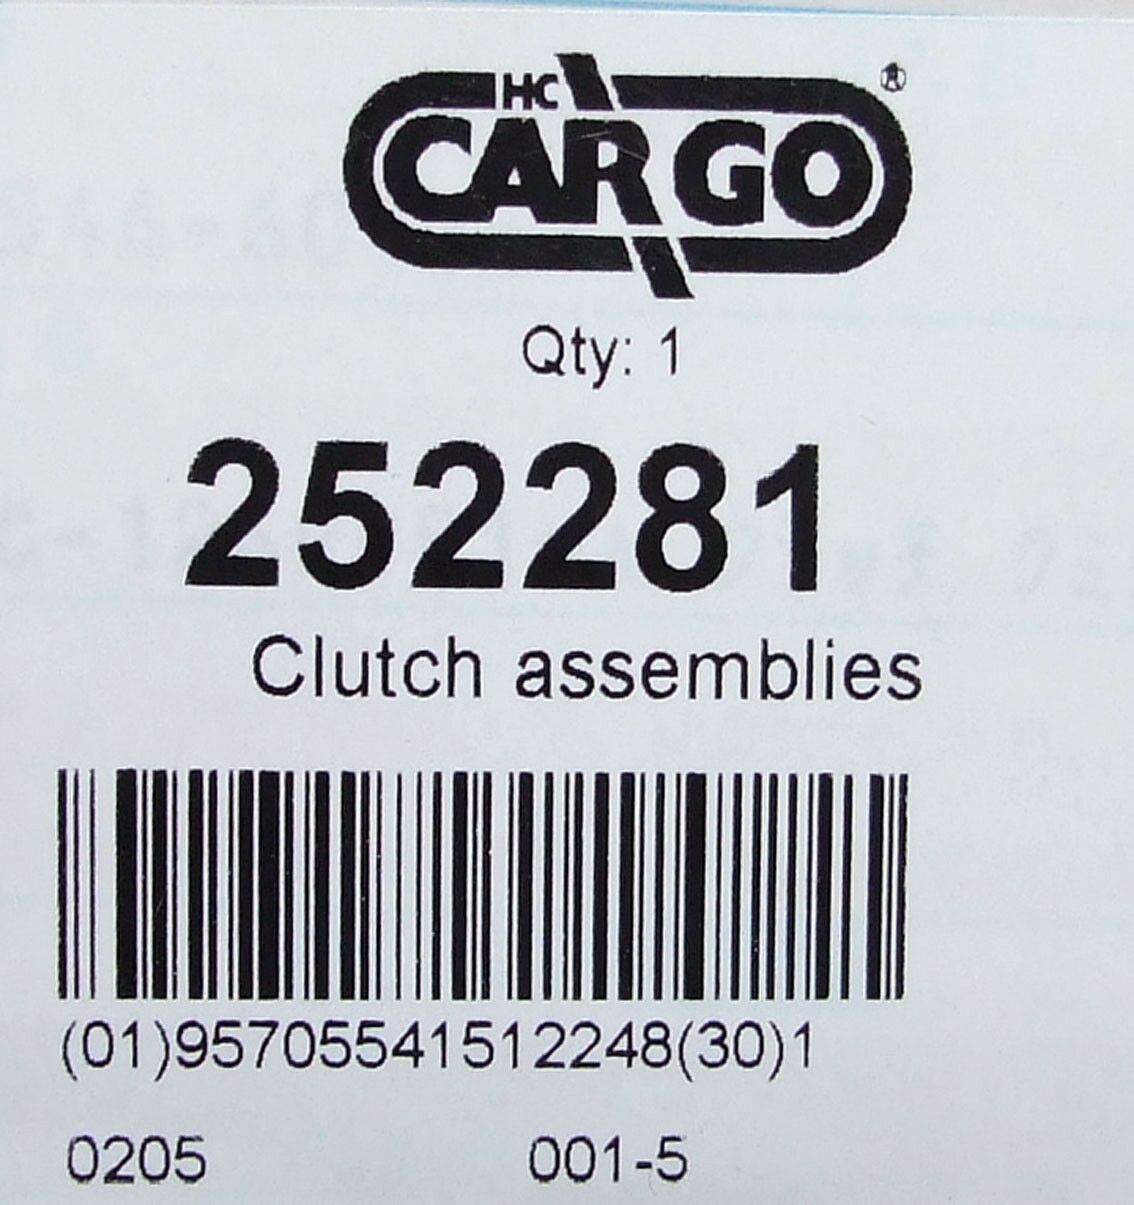 HC
CARGO®
Qty: 1
252281
Clutch assemblies
(01)95705541512248(30)1
0205 001-5